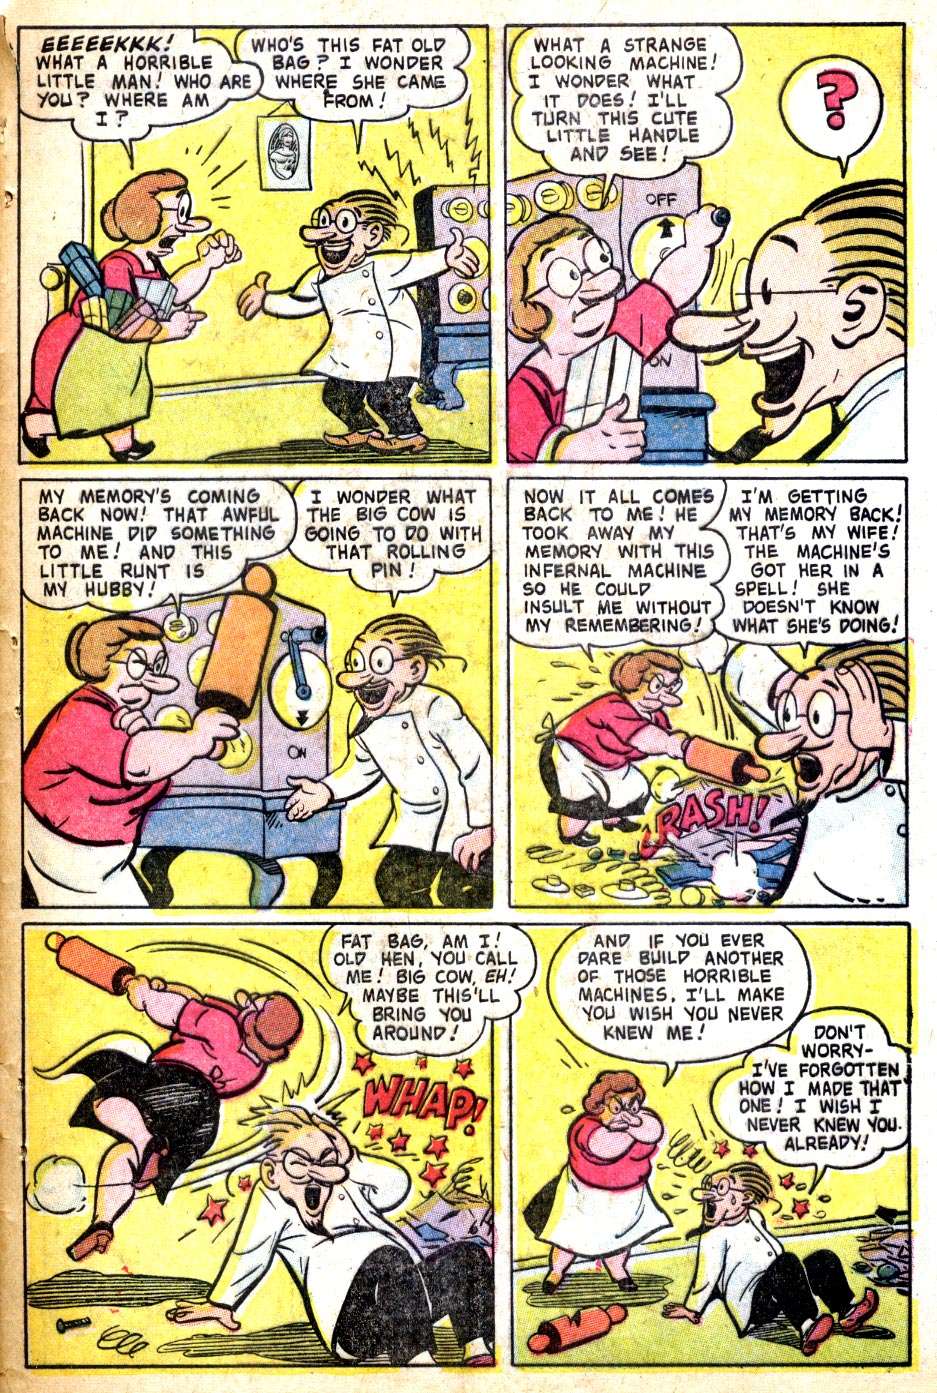 EEEEEKKK!
WHAT A HORRIBLE
LITTLE MAN! WHO ARE
YOU? WHERE AM
I?
WHO'S THIS FAT OLD
BAG? I WONDER
WHERE SHE CAME
FROM!
WHAT A STRANGE
LOOKING MACHINE!
I WONDER WHAT
IT DOES! I'LL
TURN THIS CUTE
LITTLE HANDLE
AND SEE!
?
OFF
ON
MY MEMORY'S COMING
BACK NOW! THAT AWFUL
MACHINE DID SOMETHING
TO ME! AND THIS
LITTLE RUNT IS
MY HUBBY!
I WONDER WHAT
THE BIG COW IS
GOING TO DO WITH
THAT ROLLING
PIN!
ON
NOW IT ALL COMES
BACK TO ME! HE
TOOK AWAY MY
MEMORY WITH THIS
INFERNAL MACHINE
SO HE COULD
INSULT ME WITHOUT
MY REMEMBERING!
I'M GETTING
MY MEMORY BACK!
THAT'S MY WIFE!
THE MACHINE'S
GOT HER IN A
SPELL! SHE
DOESN'T KNOW
WHAT SHE'S DOING!
CRASH!
FAT BAG, AM I!
OLD HEN, YOU CALL
ME! BIG COW, EH!
MAYBE THIS'LL
BRING YOU
AROUND!
WHAP!
AND IF YOU EVER
DARE BUILD ANOTHER
OF THOSE HORRIBLE
MACHINES, I'LL MAKE
YOU WISH YOU NEVER
KNEW ME!
DON'T
WORRY-
I'VE FORGOTTEN
HOW I MADE THAT
ONE! I WISH I
NEVER KNEW YOU
ALREADY!